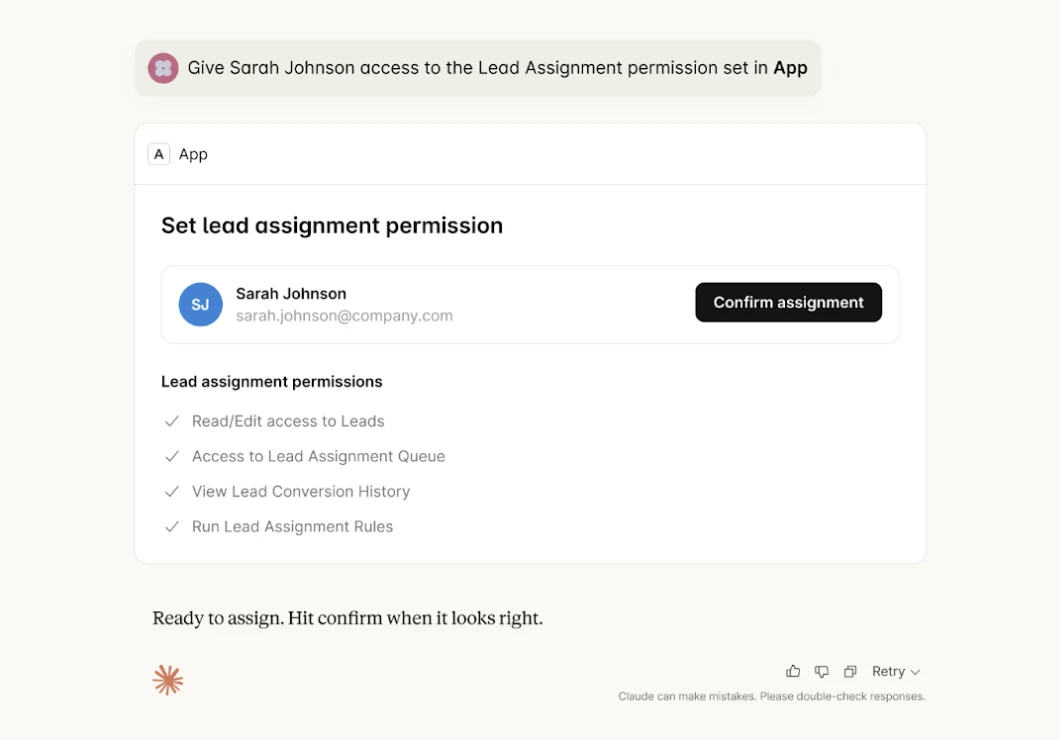 Give Sarah Johnson access to the Lead Assignment permission set in App
A App
Set lead assignment permission
SJ
Sarah Johnson
sarah.johnson@company.com
Confirm assignment
Lead assignment permissions
Read/Edit access to Leads
Access to Lead Assignment Queue
View Lead Conversion History
Run Lead Assignment Rules
Ready to assign. Hit confirm when it looks right.
Retry
Claude can make mistakes. Please double-check responses.